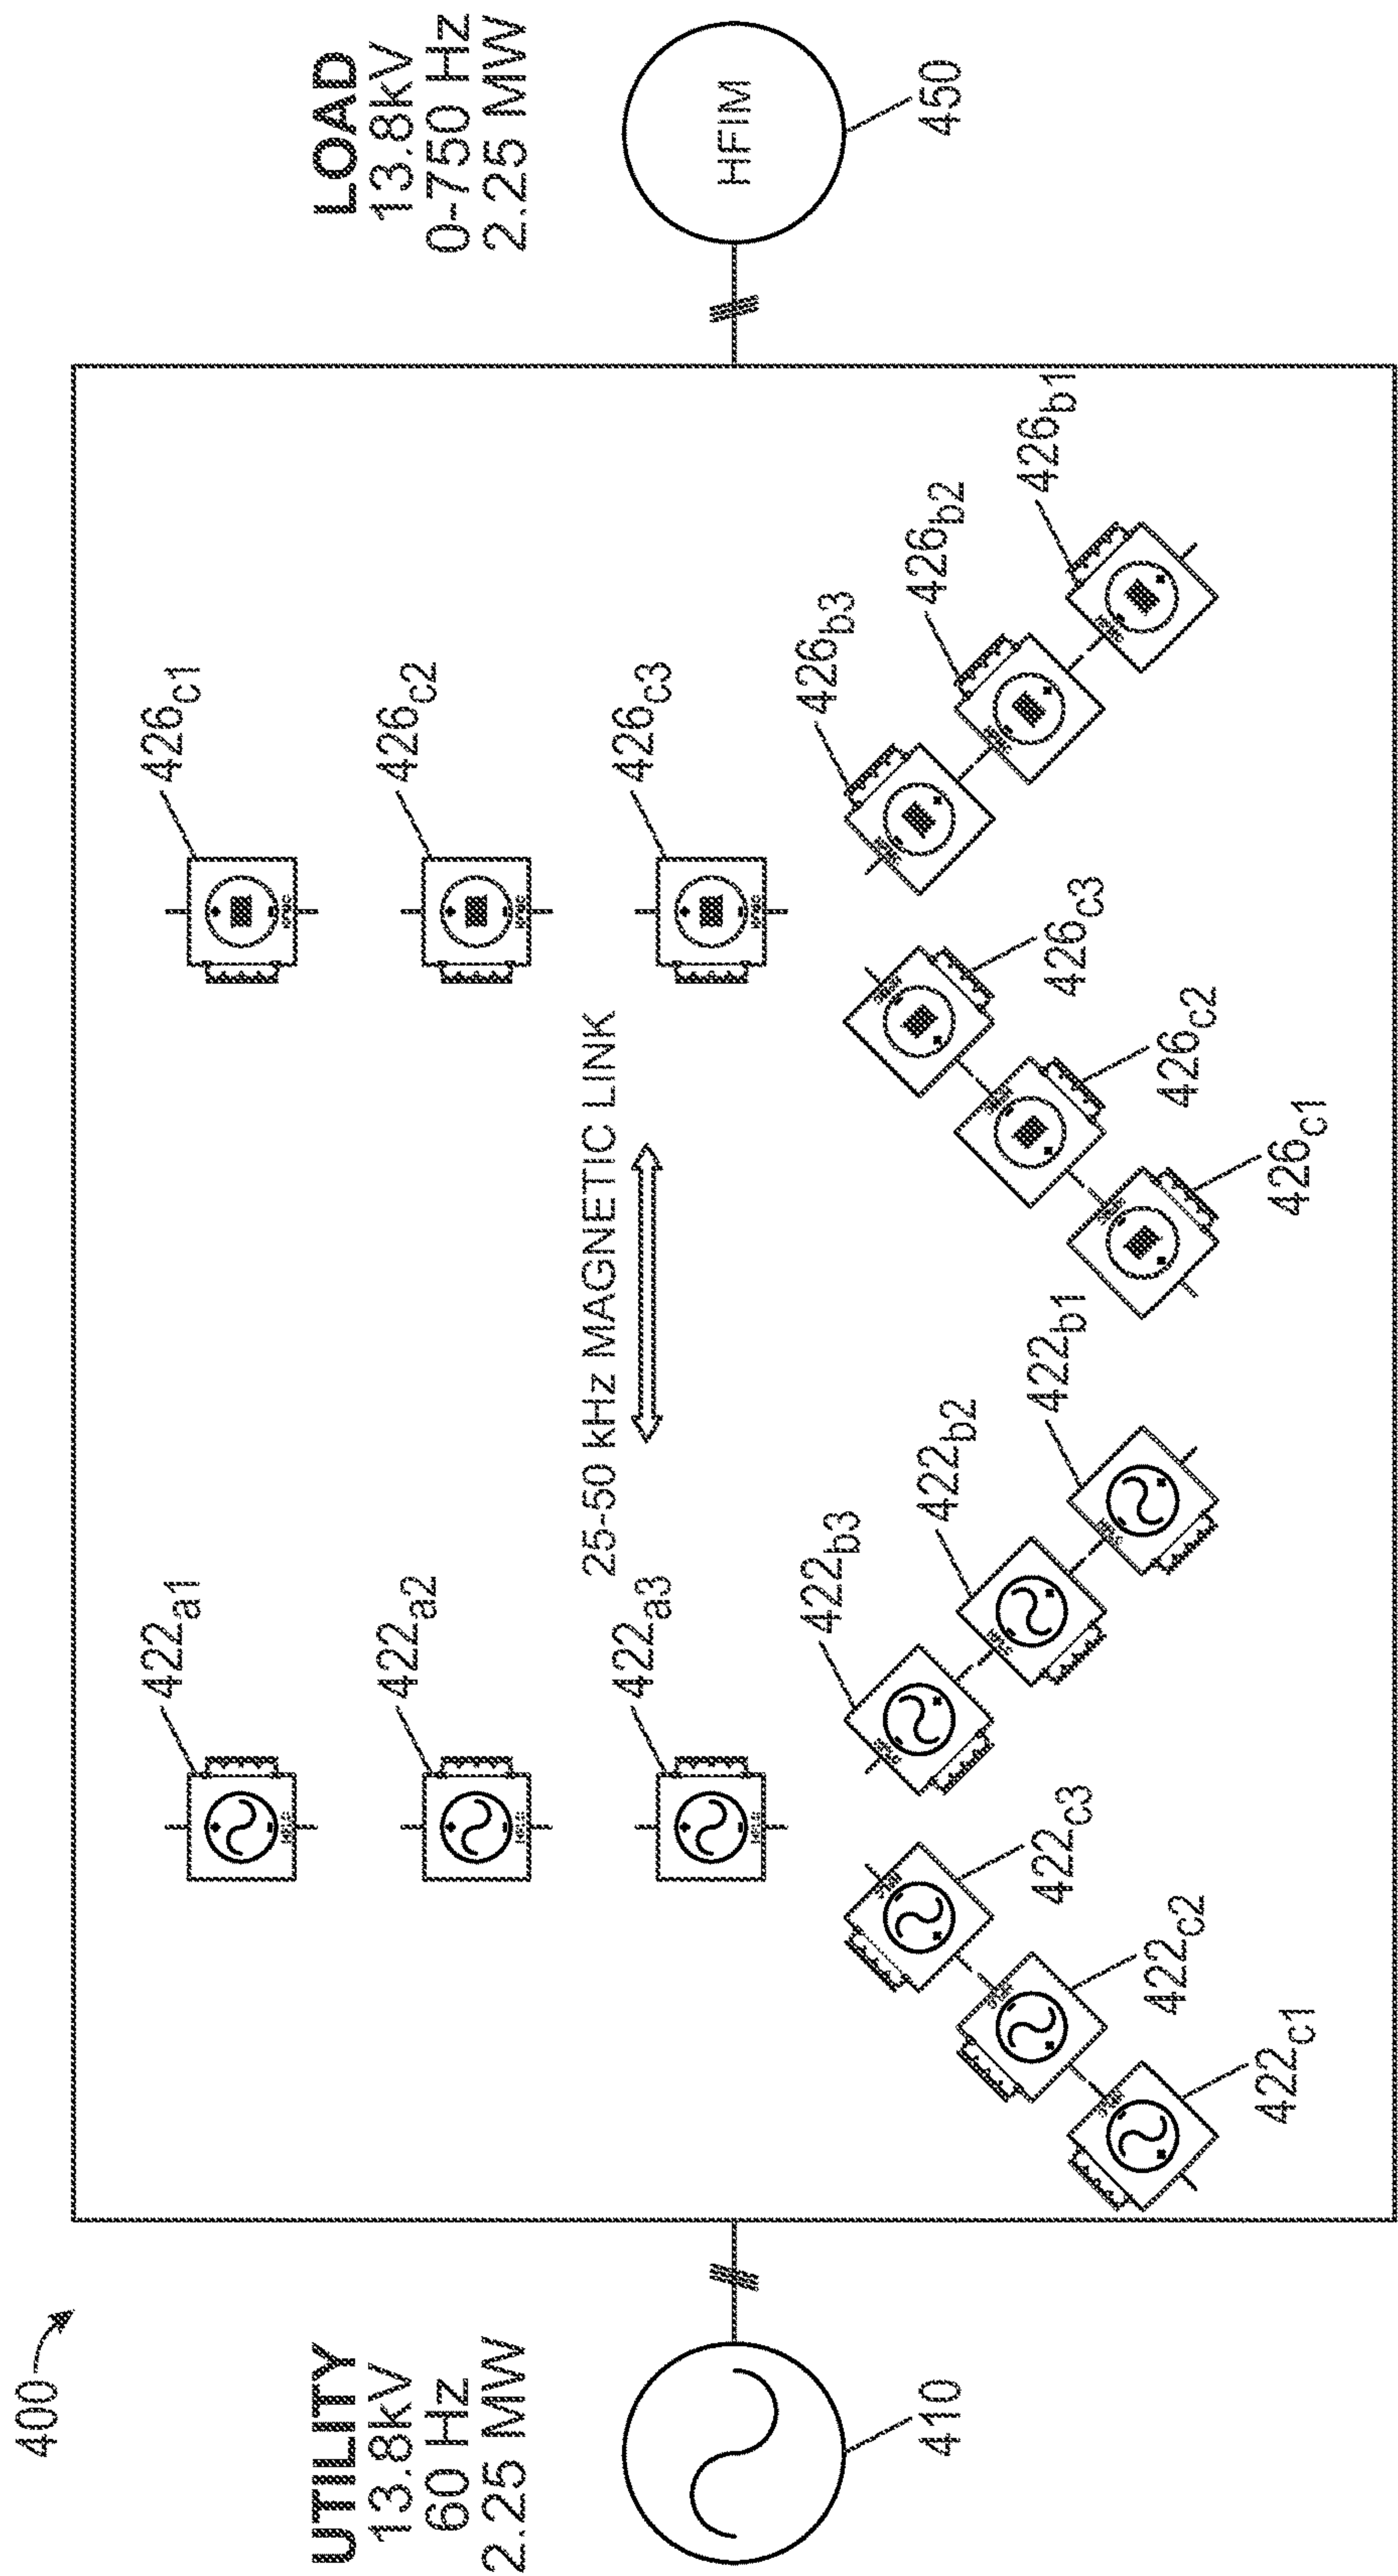 400
UTILITY
13.8kV
60 Hz
2.25 MW
410
422a1
422a2
422a3
422b3
422b2
422b1
422c3
422c2
422c1
25-50 kHz MAGNETIC LINK
426c1
426c2
426c3
426b3
426b2
426b1
426c3
426c2
426c1
LOAD
13.8kV
0-750 Hz
2.25 MW
HFIM
450